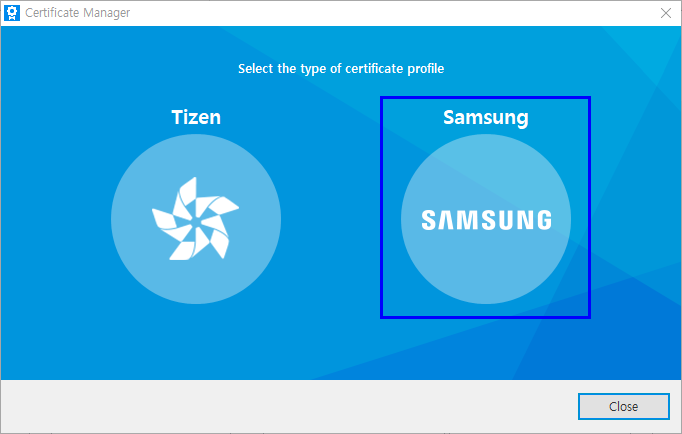 Certificate Manager
Select the type of certificate profile
Tizen
Samsung
SAMSUNG
Close